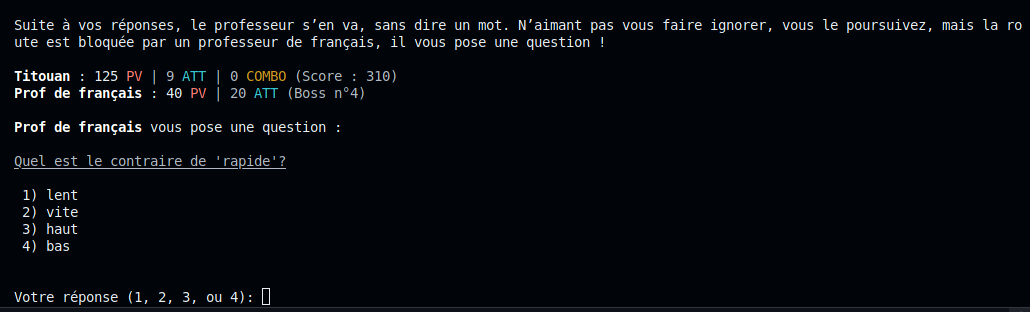 Suite à vos réponses, le professeur s’en va, sans dire un mot. N’aimant pas vous faire ignorer, vous le poursuivez, mais la ro
ute est bloquée par un professeur de français, il vous pose une question !
Titouan : 125 PV | 9 ATT | 0 COMBO (Score : 310)
Prof de français : 40 PV | 20 ATT (Boss n°4)
Prof de français vous pose une question :
Quel est le contraire de 'rapide'?
1) lent
2) vite
3) haut
4) bas
Votre réponse (1, 2, 3, ou 4):